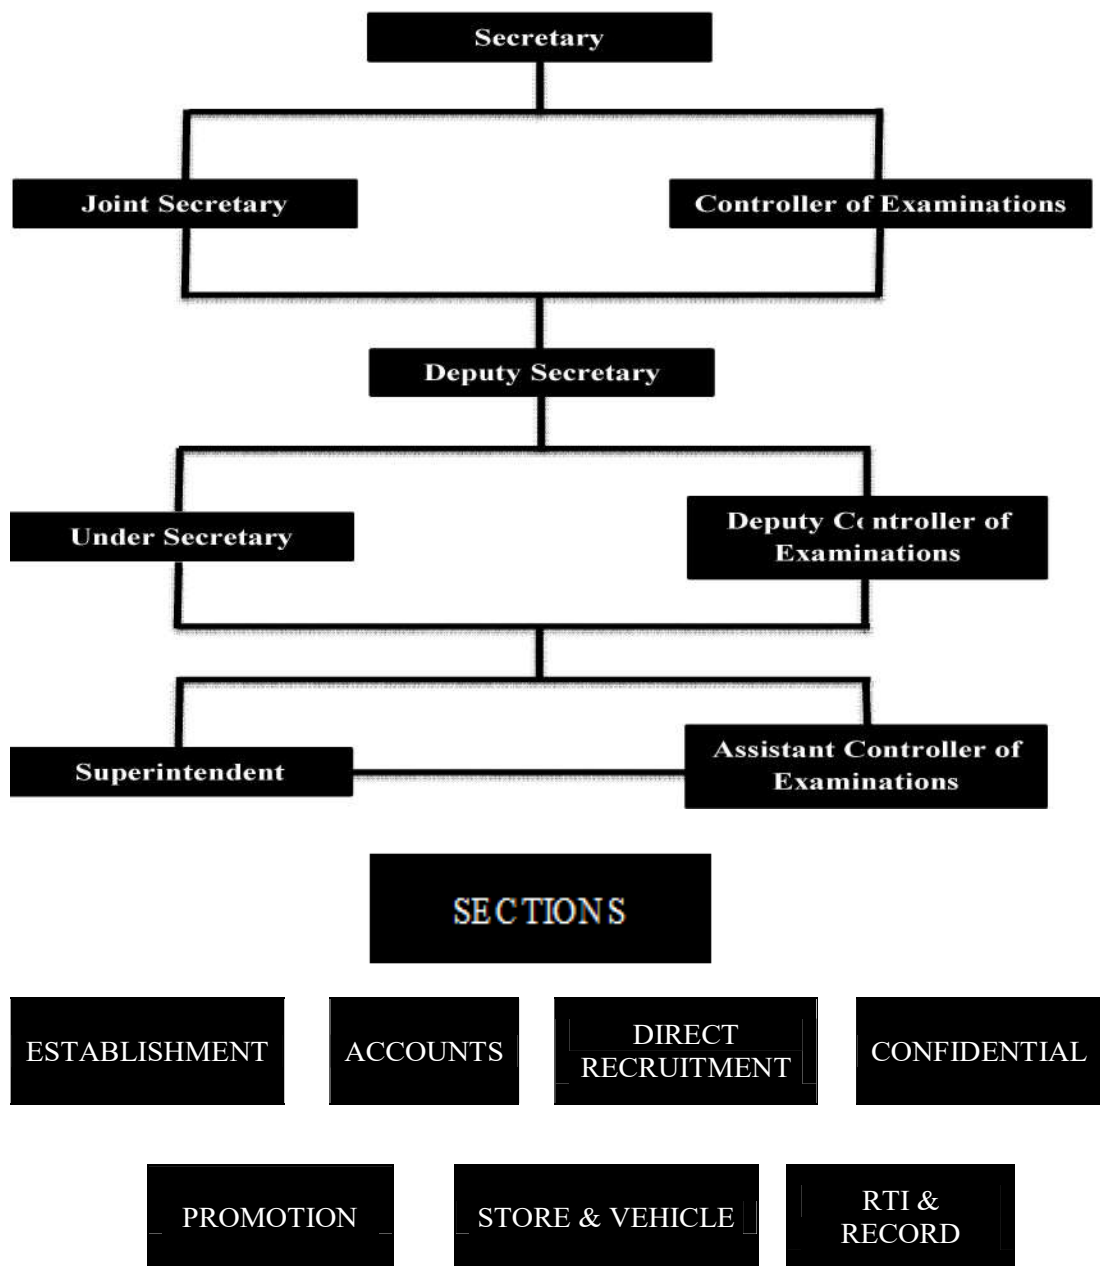 Secretary
Joint Secretary
Controller of Examinations
Deputy Secretary
Under Secretary
Deputy Controller of
Examinations
Superintendent
Assistant Controller of
Examinations
SECTIONS
ESTABLISHMENT
ACCOUNTS
DIRECT
RECRUITMENT
CONFIDENTIAL
PROMOTION
STORE & VEHICLE
RTI &
RECORD